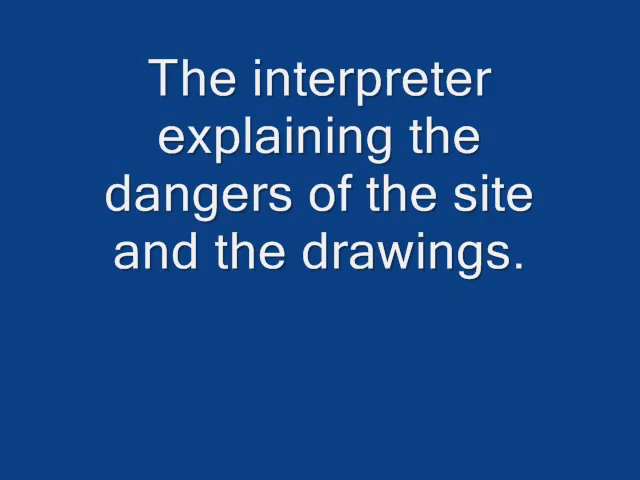 The interpreter
explaining the
dangers of the site
and the drawings.